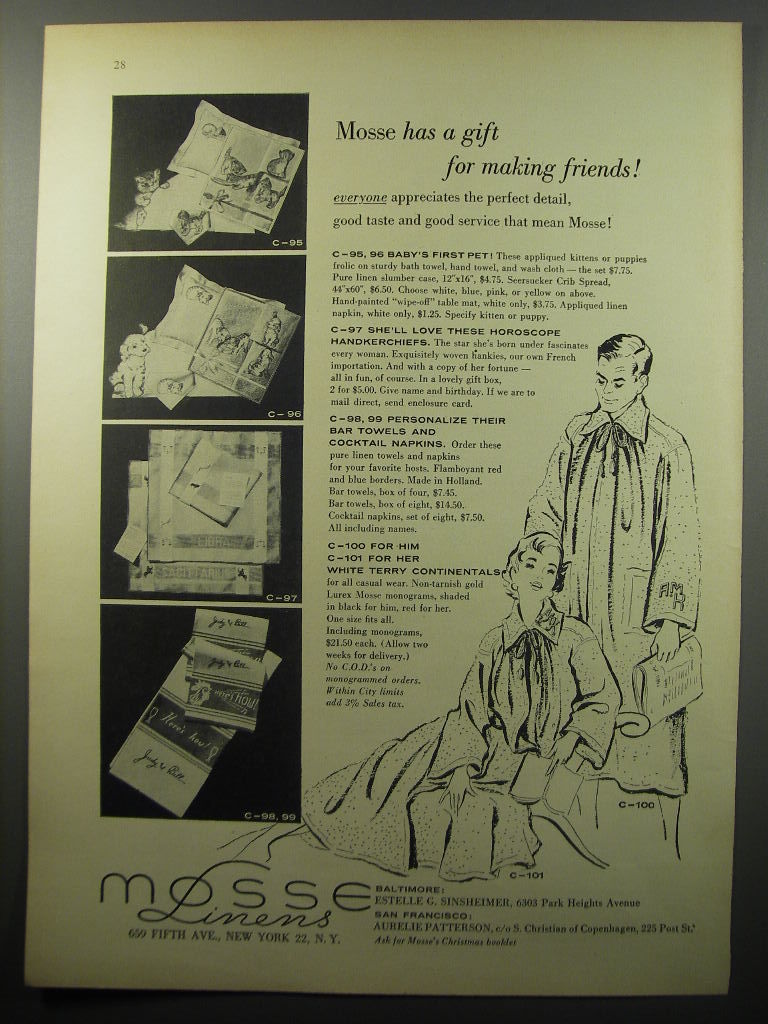 28
C-95
C-96
LIBRA
SAGITTARIUS
C-97
Judy & Bill
Judy & Bill
Here's how!
Here's how!
Judy & Bill
C-98, 99
Mosse has a gift
for making friends!
everyone appreciates the perfect detail,
good taste and good service that mean Mosse!
C-95, 96 BABY'S FIRST PET! These appliqued kittens or puppies
frolic on sturdy bath towel, hand towel, and wash cloth — the set $7.75.
Pure linen slumber case, 12"x16", $4.75. Seersucker Crib Spread,
44"x60", $6.50. Choose white, blue, pink, or yellow on above.
Hand-painted "wipe-off" table mat, white only, $3.75. Appliqued linen
napkin, white only, $1.25. Specify kitten or puppy.
C-97 SHE'LL LOVE THESE HOROSCOPE
HANDKERCHIEFS. The star she's born under fascinates
every woman. Exquisitely woven hankies, our own French
importation. And with a copy of her fortune —
all in fun, of course. In a lovely gift box,
2 for $5.00. Give name and birthday. If we are to
mail direct, send enclosure card.
C-98, 99 PERSONALIZE THEIR
BAR TOWELS AND
COCKTAIL NAPKINS. Order these
pure linen towels and napkins
for your favorite hosts. Flamboyant red
and blue borders. Made in Holland.
Bar towels, box of four, $7.45.
Bar towels, box of eight, $14.50.
Cocktail napkins, set of eight, $7.50.
All including names.
C-100 FOR HIM
C-101 FOR HER
WHITE TERRY CONTINENTALS
for all casual wear. Non-tarnish gold
Lurex Mosse monograms, shaded
in black for him, red for her.
One size fits all.
Including monograms,
$21.50 each. (Allow two
weeks for delivery.)
No C.O.D.'s on
monogrammed orders.
Within City limits
add 3% Sales tax.
AMR
C-100
C-101
mosse
Linens
659 FIFTH AVE., NEW YORK 22, N. Y.
BALTIMORE:
ESTELLE G. SINSHEIMER, 6303 Park Heights Avenue
SAN FRANCISCO:
AURELIE PATTERSON, c/o S. Christian of Copenhagen, 225 Post St.
Ask for Mosse's Christmas booklet